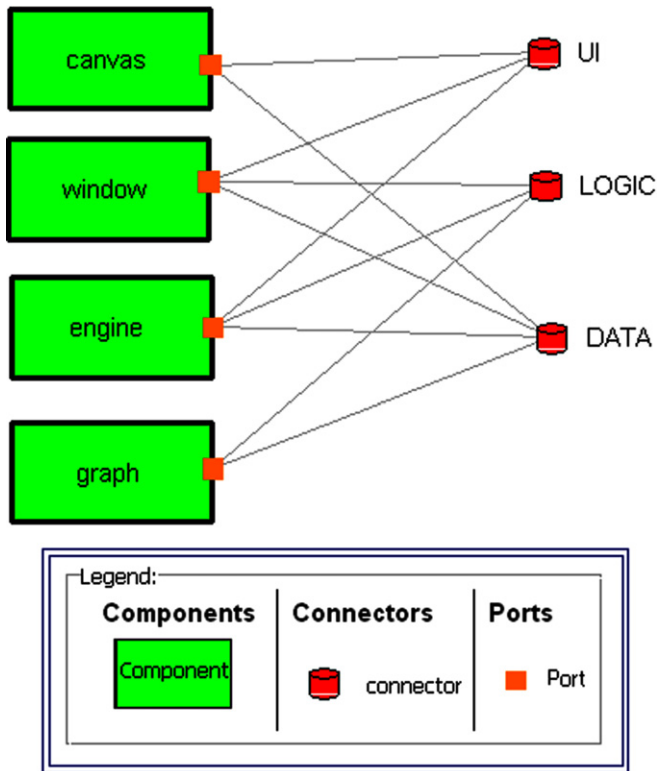 canvas
UI
window
LOGIC
engine
DATA
graph
Legend:
Components Connectors Ports
Component
connector
Port